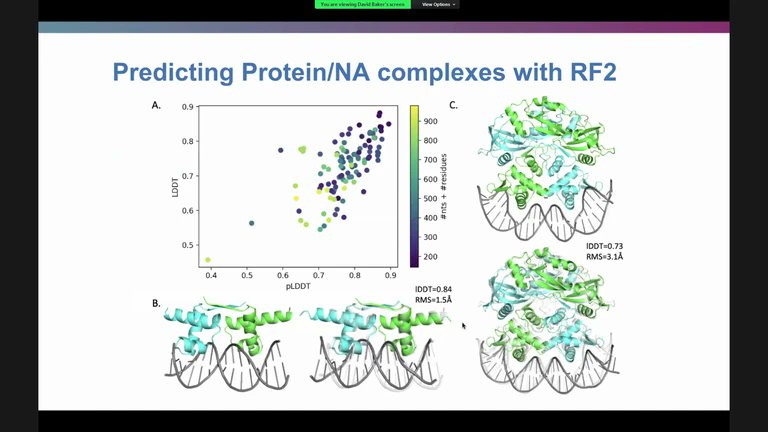 You are viewing David Baker's screen
View Options
Predicting Protein/NA complexes with RF2
A.
0.9
0.8
0.7
0.6
0.5
LDDT
0.4
0.5
0.6
0.7
0.8
0.9
pLDDT
900
800
700
600
500
400
300
200
#nts + #residues
C.
lDDT=0.73
RMS=3.1Å
B.
lDDT=0.84
RMS=1.5Å